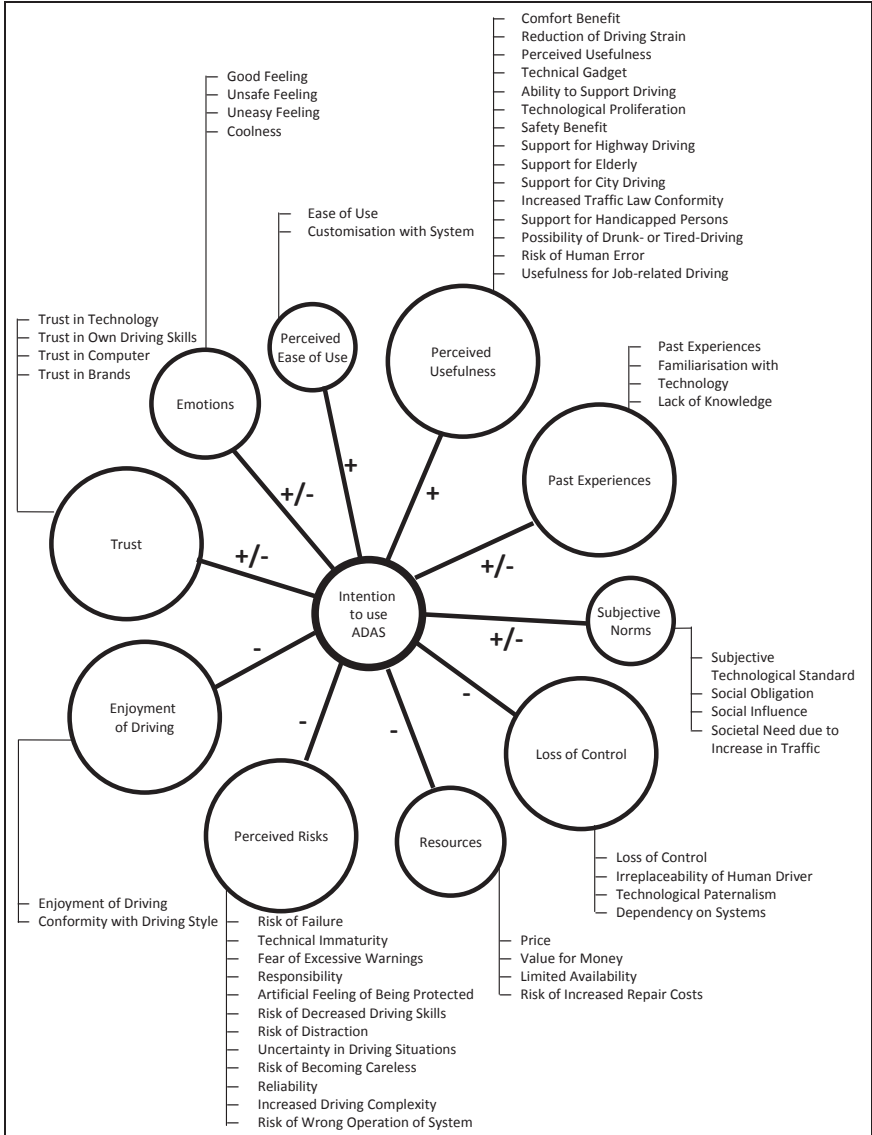 Comfort Benefit
Reduction of Driving Strain
Perceived Usefulness
Technical Gadget
Ability to Support Driving
Technological Proliferation
Safety Benefit
Support for Highway Driving
Support for Elderly
Support for City Driving
Increased Traffic Law Conformity
Support for Handicapped Persons
Possibility of Drunk- or Tired-Driving
Risk of Human Error
Usefulness for Job-related Driving
Good Feeling
Unsafe Feeling
Uneasy Feeling
Coolness
Ease of Use
Customisation with System
Trust in Technology
Trust in Own Driving Skills
Trust in Computer
Trust in Brands
Emotions
Perceived
Ease of Use
Perceived
Usefulness
Past Experiences
Familiarisation with
Technology
Lack of Knowledge
Past Experiences
Trust
+/-
+/-
+
+
+/-
Intention
to use
ADAS
+/-
Subjective
Norms
Subjective
Technological Standard
Social Obligation
Social Influence
Societal Need due to
Increase in Traffic
Enjoyment
of Driving
-
-
-
-
Loss of Control
Perceived Risks
Resources
Loss of Control
Irreplaceability of Human Driver
Technological Paternalism
Dependency on Systems
Enjoyment of Driving
Conformity with Driving Style
Risk of Failure
Technical Immaturity
Fear of Excessive Warnings
Responsibility
Artificial Feeling of Being Protected
Risk of Decreased Driving Skills
Risk of Distraction
Uncertainty in Driving Situations
Risk of Becoming Careless
Reliability
Increased Driving Complexity
Risk of Wrong Operation of System
Price
Value for Money
Limited Availability
Risk of Increased Repair Costs